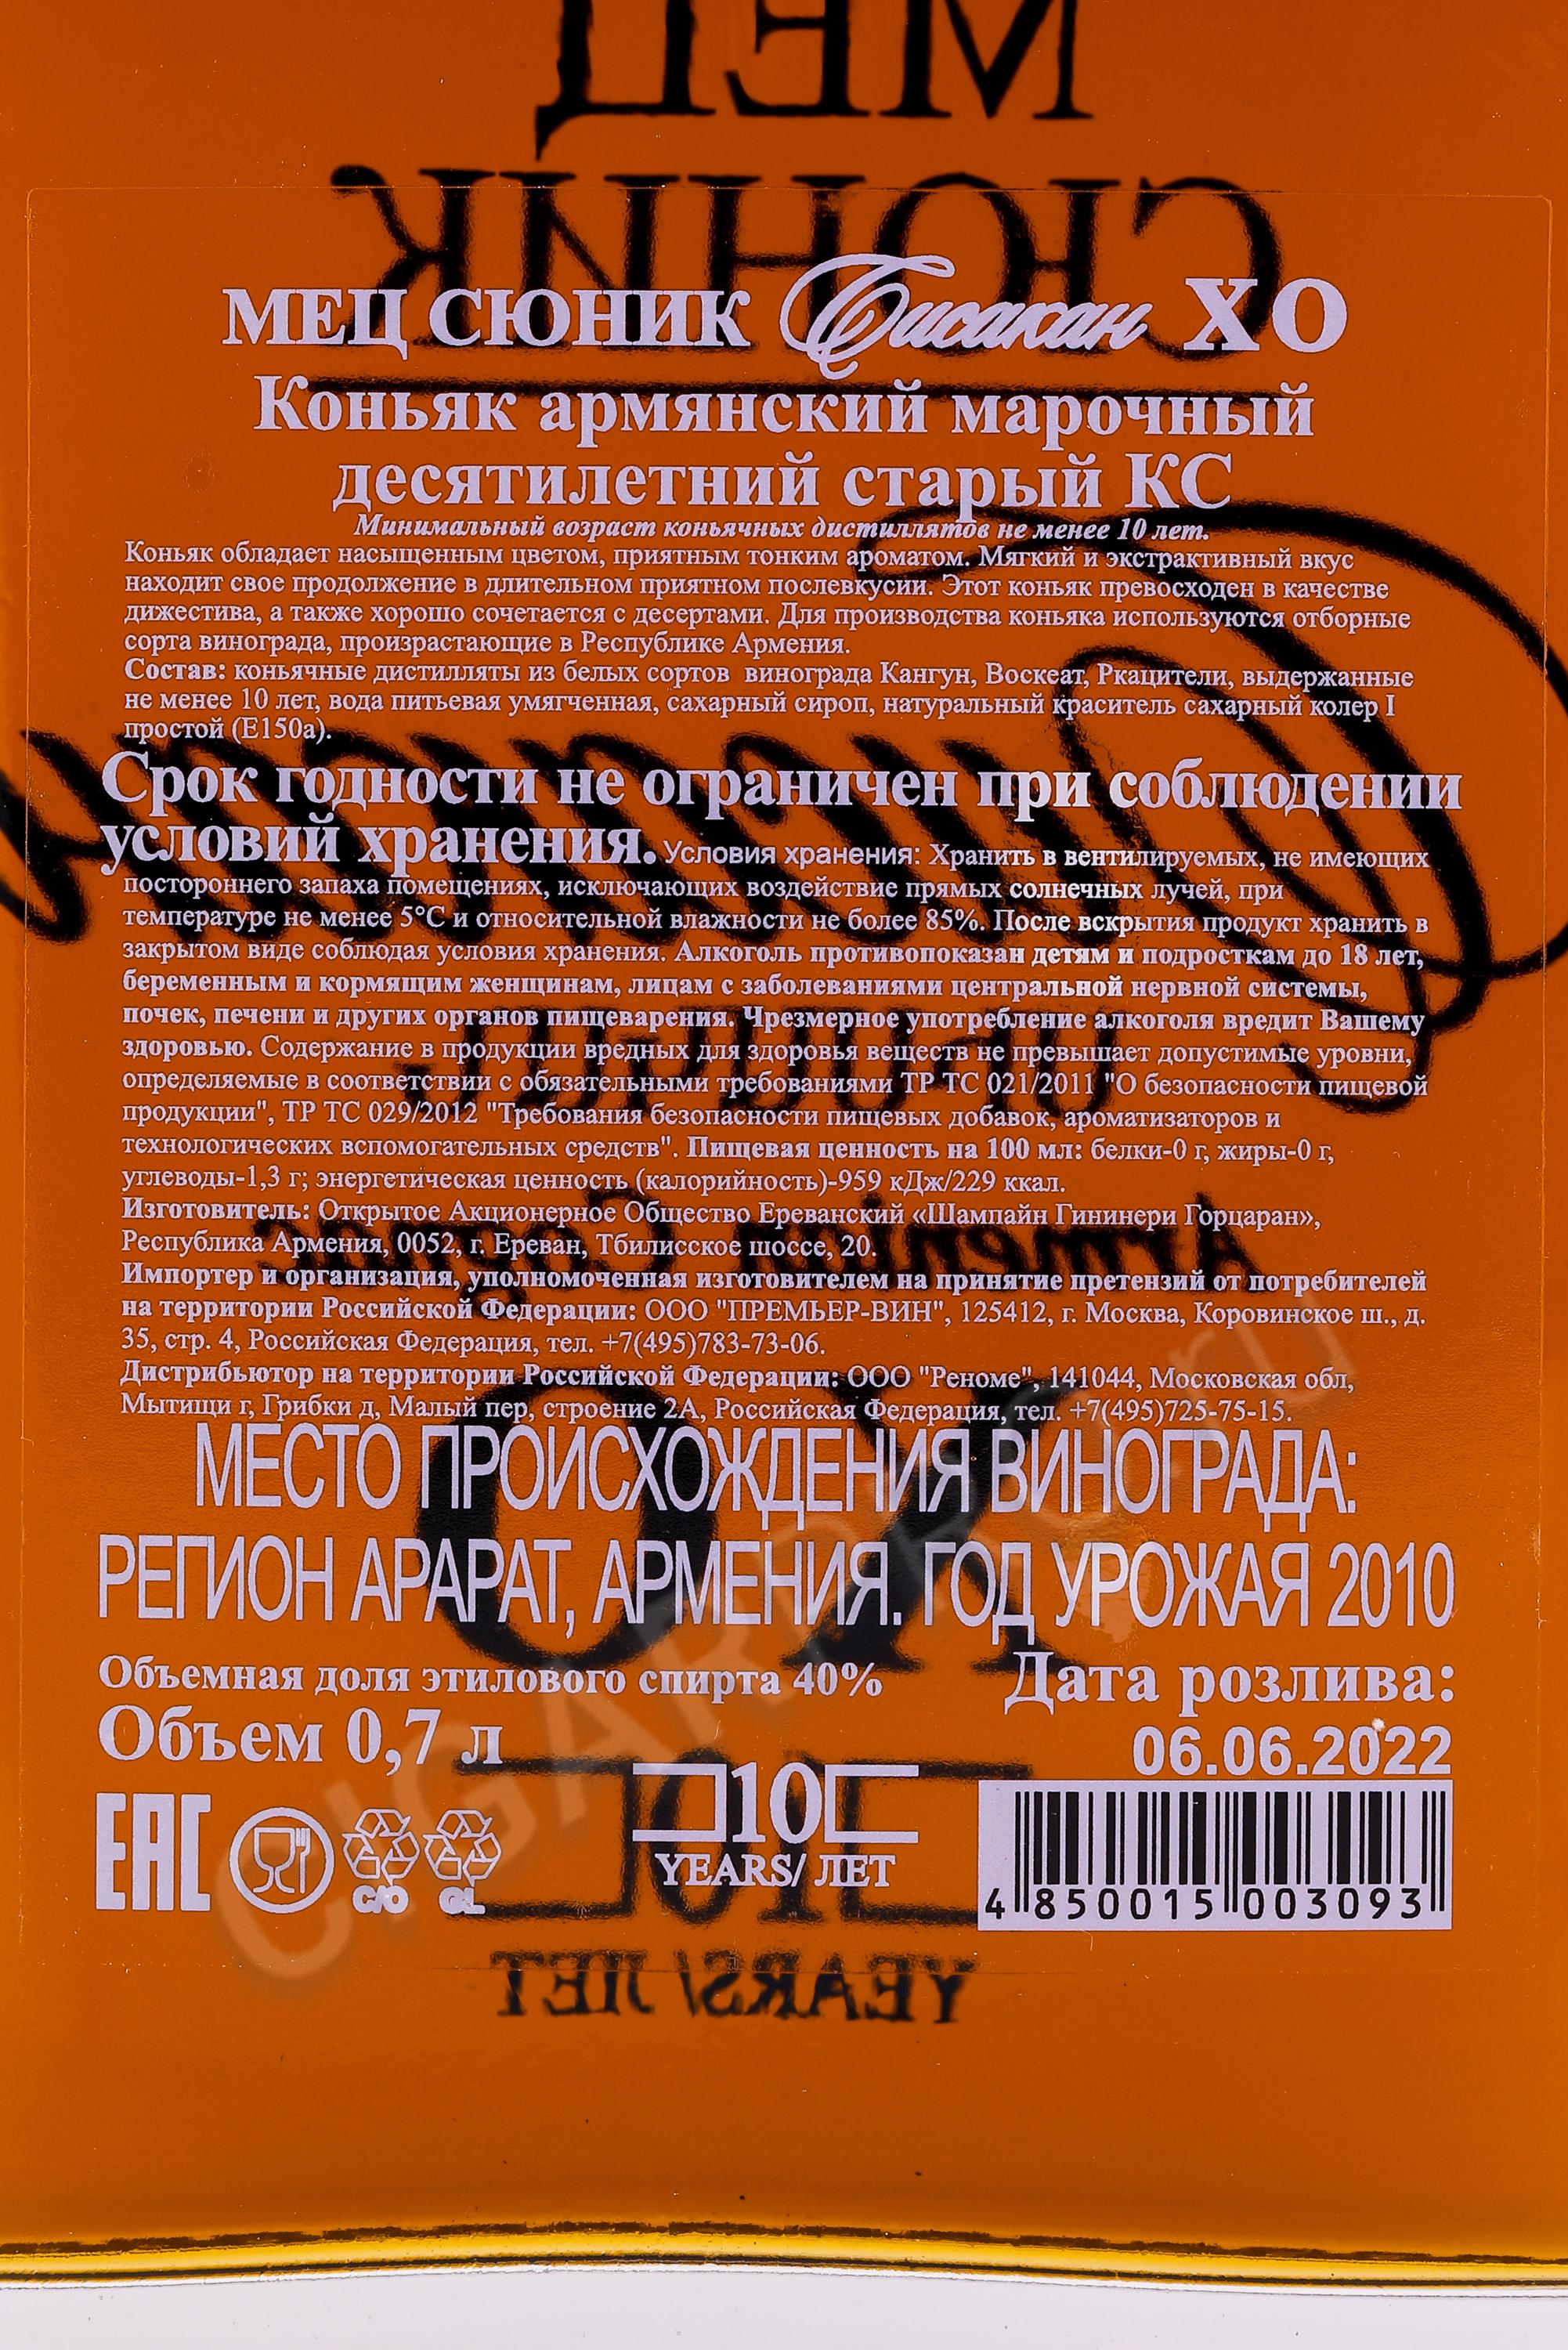 МЕЦ
СЮНИК
МЕЦ СЮНИК Сисакан ХО
Коньяк армянский марочный
десятилетний старый КС
Минимальный возраст коньячных дистиллятов не менее 10 лет.
Коньяк обладает насыщенным цветом, приятным тонким ароматом. Мягкий и экстрактивный вкус
находит свое продолжение в длительном приятном послевкусии. Этот коньяк превосходен в качестве
дижестива, а также хорошо сочетается с десертами. Для производства коньяка используются отборные
сорта винограда, произрастающие в Республике Армения.
Состав: коньячные дистилляты из белых сортов винограда Кангун, Воскеат, Ркацители, выдержанные
не менее 10 лет, вода питьевая умягченная, сахарный сироп, натуральный краситель сахарный колер I
простой (Е150а).
Срок годности не ограничен при соблюдении
условий хранения. Условия хранения: Хранить в вентилируемых, не имеющих
постороннего запаха помещениях, исключающих воздействие прямых солнечных лучей, при
температуре не менее 5°С и относительной влажности не более 85%. После вскрытия продукт хранить в
закрытом виде соблюдая условия хранения. Алкоголь противопоказан детям и подросткам до 18 лет,
беременным и кормящим женщинам, лицам с заболеваниями центральной нервной системы,
почек, печени и других органов пищеварения. Чрезмерное употребление алкоголя вредит Вашему
здоровью. Содержание в продукции вредных для здоровья веществ не превышает допустимые уровни,
определяемые в соответствии с обязательными требованиями ТР ТС 021/2011 "О безопасности пищевой
продукции", ТР ТС 029/2012 "Требования безопасности пищевых добавок, ароматизаторов и
технологических вспомогательных средств". Пищевая ценность на 100 мл: белки-0 г, жиры-0 г,
углеводы-1,3 г; энергетическая ценность (калорийность)-959 кДж/229 ккал.
Armenian Cognac
Изготовитель: Открытое Акционерное Общество Ереванский «Шампайн Гининери Горцаран»,
Республика Армения, 0052, г. Ереван, Тбилисское шоссе, 20.
Импортер и организация, уполномоченная изготовителем на принятие претензий от потребителей
на территории Российской Федерации: ООО "ПРЕМЬЕР-ВИН", 125412, г. Москва, Коровинское ш., д.
35, стр. 4, Российская Федерация, тел. +7(495)783-73-06.
Дистрибьютор на территории Российской Федерации: ООО "Реноме", 141044, Московская обл,
Мытищи г, Грибки д, Малый пер, строение 2А, Российская Федерация, тел. +7(495)725-75-15.
XO
МЕСТО ПРОИСХОЖДЕНИЯ ВИНОГРАДА:
РЕГИОН АРАРАТ, АРМЕНИЯ. ГОД УРОЖАЯ 2010
Объемная доля этилового спирта 40%
Объем 0,7 л
Дата розлива:
06.06.2022
EAC
C/O
GL
10
YEARS/ ЛЕТ
4 850015 003093
10
YEARS/ ЛЕТ
CIGARPRO.ru